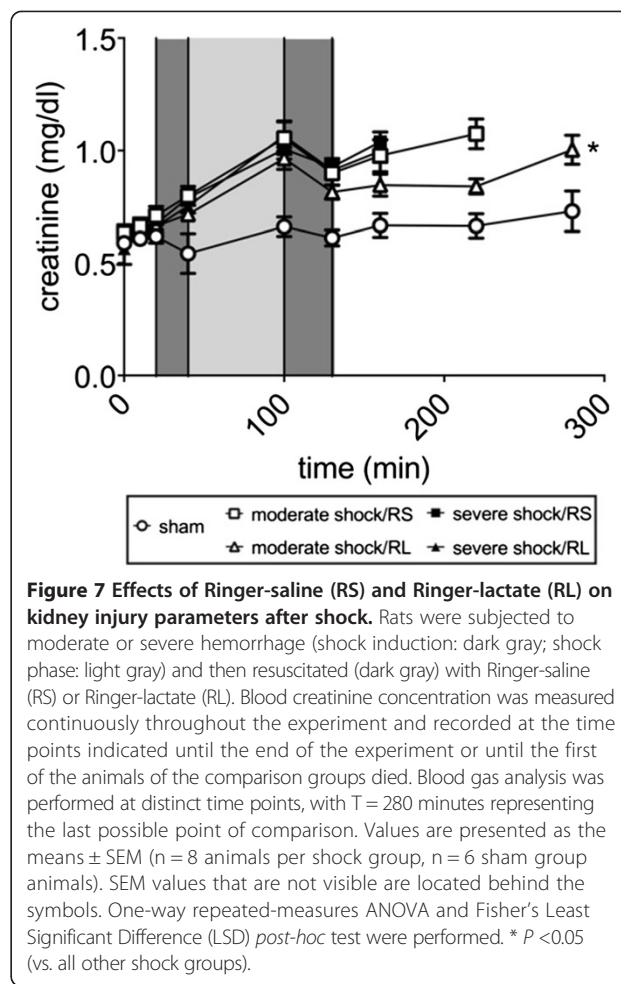 1.5
1.0
0.5
0.0
creatinine (mg/dl)
*
0
100
200
300
time (min)
sham
moderate shock/RS
severe shock/RS
moderate shock/RL
severe shock/RL
Figure 7 Effects of Ringer-saline (RS) and Ringer-lactate (RL) on
kidney injury parameters after shock. Rats were subjected to
moderate or severe hemorrhage (shock induction: dark gray; shock
phase: light gray) and then resuscitated (dark gray) with Ringer-saline
(RS) or Ringer-lactate (RL). Blood creatinine concentration was measured
continuously throughout the experiment and recorded at the time
points indicated until the end of the experiment or until the first
of the animals of the comparison groups died. Blood gas analysis was
performed at distinct time points, with T = 280 minutes representing
the last possible point of comparison. Values are presented as the
means ± SEM (n = 8 animals per shock group, n = 6 sham group
animals). SEM values that are not visible are located behind the
symbols. One-way repeated-measures ANOVA and Fisher's Least
Significant Difference (LSD) post-hoc test were performed. * P <0.05
(vs. all other shock groups).